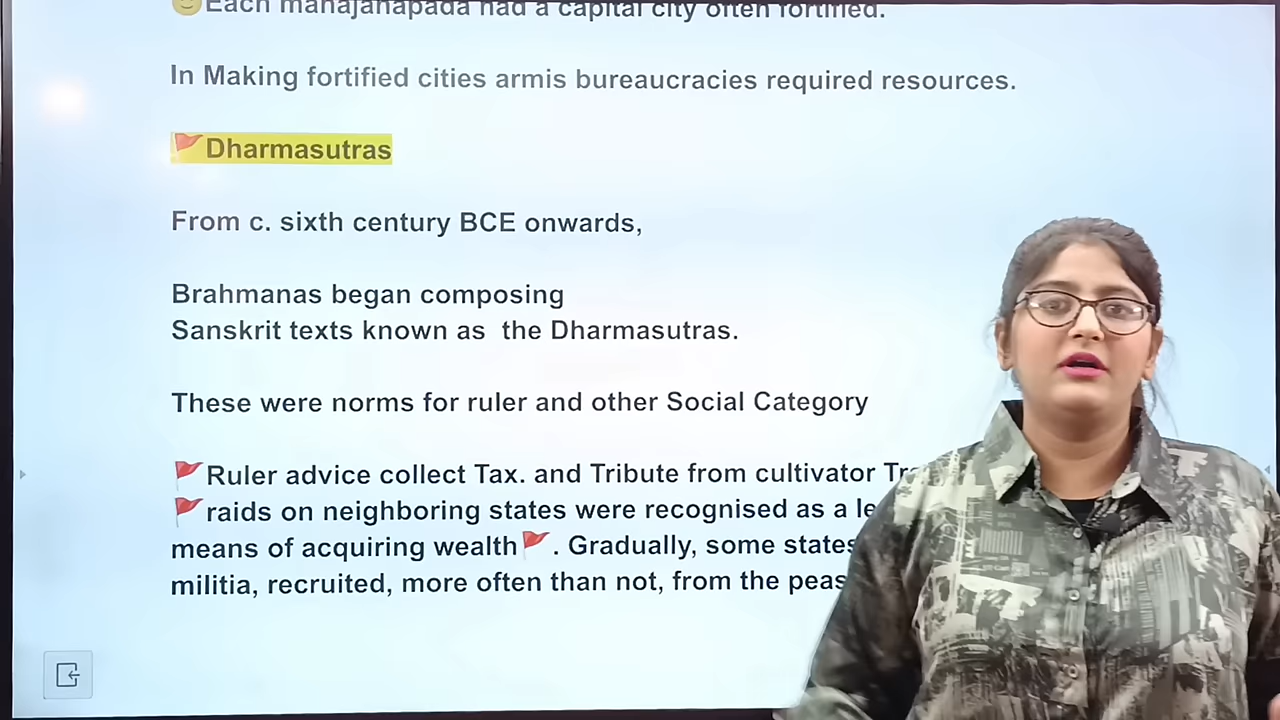 Each mahajanapada had a capital city often fortified.
In Making fortified cities armis bureaucracies required resources.
Dharmasutras
From c. sixth century BCE onwards,
Brahmanas began composing
Sanskrit texts known as the Dharmasutras.
These were norms for ruler and other Social Category
Ruler advice collect Tax. and Tribute from cultivator
raids on neighboring states were recognised as a
means of acquiring wealth. Gradually, some states
militia, recruited, more often than not, from the